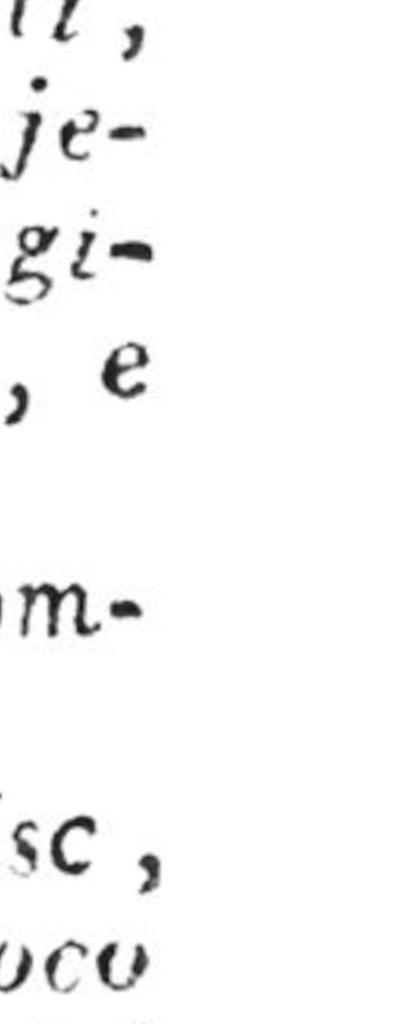 je-
gi-
, e
m-
sc ,
oco